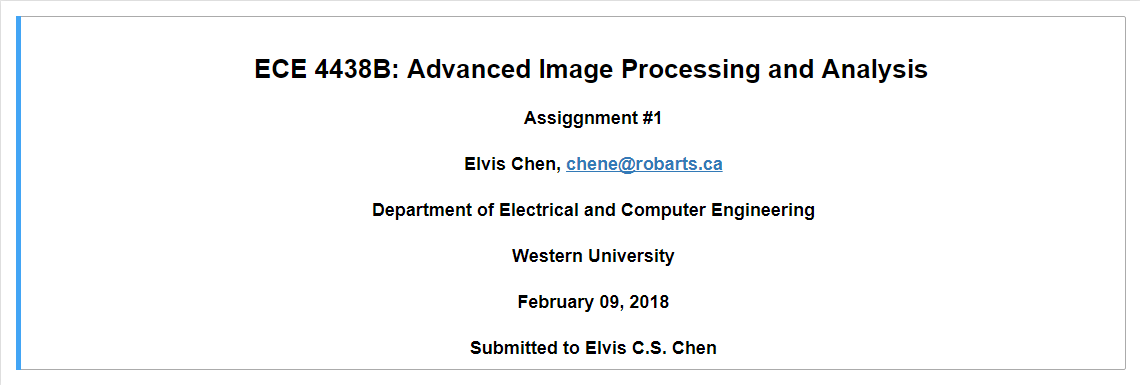 ECE 4438B: Advanced Image Processing and Analysis
Assiggnment #1
Elvis Chen, chene@robarts.ca
Department of Electrical and Computer Engineering
Western University
February 09, 2018
Submitted to Elvis C.S. Chen